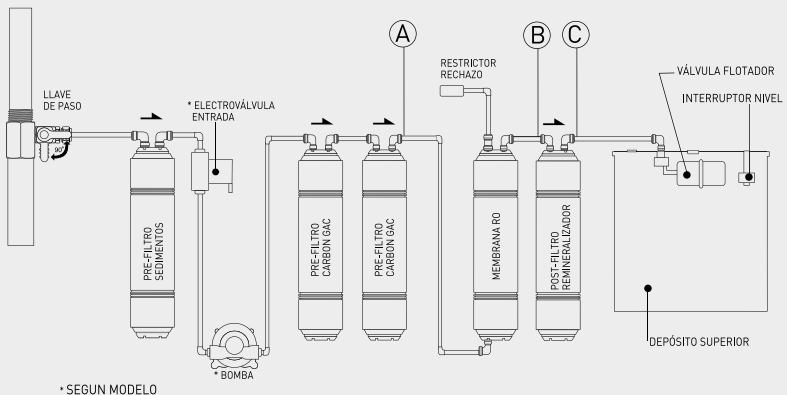 A
B
C
RESTRICTOR
RECHAZO
VÁLVULA FLOTADOR
INTERRUPTOR NIVEL
LLAVE
DE PASO
* ELECTROVÁLVULA
ENTRADA
90°
PRE-FILTRO
SEDIMENTOS
PRE-FILTRO
CARBON GAC
PRE-FILTRO
CARBON GAC
MEMBRANA RO
POST-FILTRO
REMINERALIZADOR
DEPÓSITO SUPERIOR
* BOMBA
* SEGUN MODELO